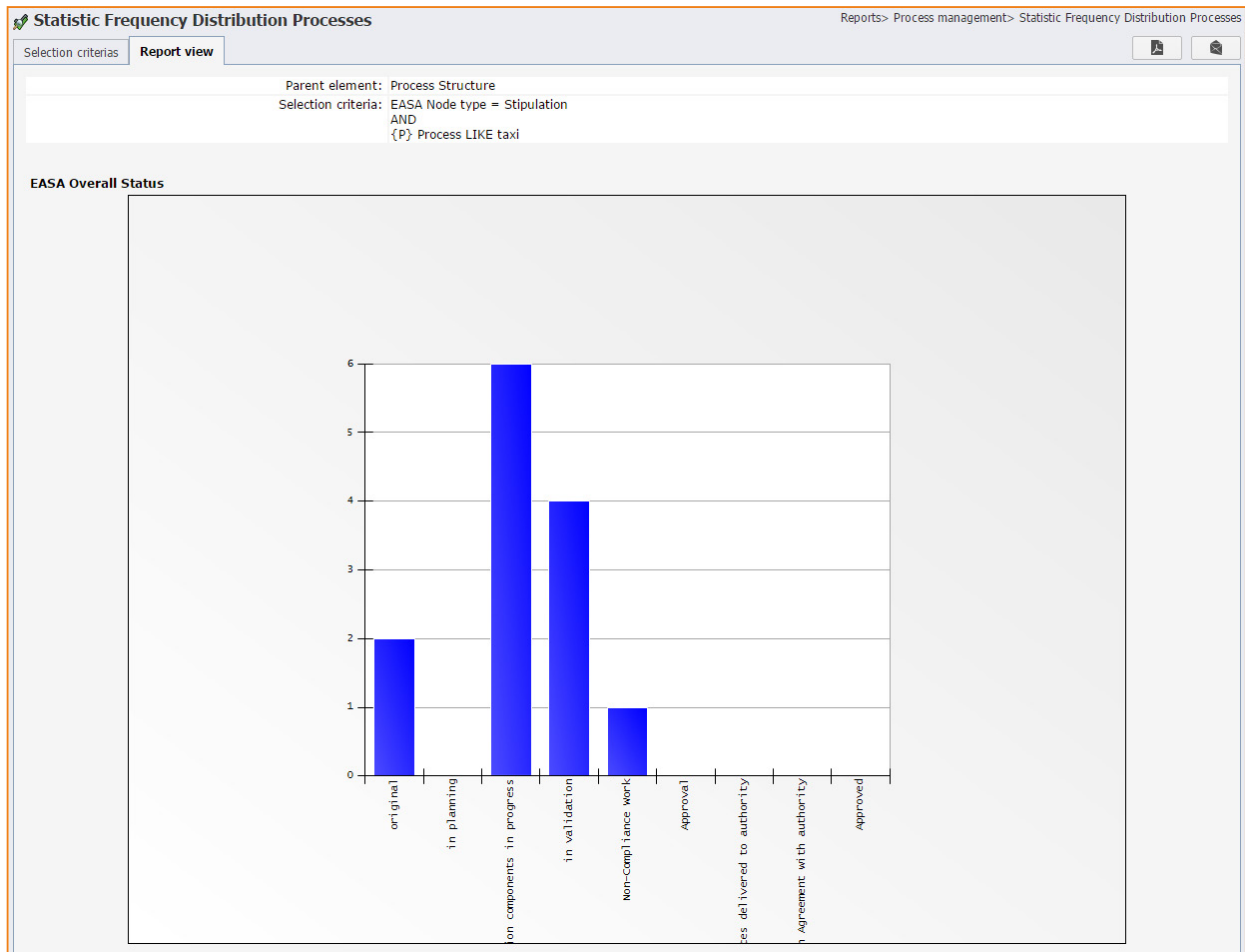 Statistic Frequency Distribution Processes
Reports> Process management> Statistic Frequency Distribution Processes
Selection criterias
Report view
Parent element: Process Structure
Selection criteria: EASA Node type = Stipulation
AND
{P} Process LIKE taxi
EASA Overall Status
6
5
4
3
2
1
0
original
in planning
ion components in progress
in validation
Non-Compliance Work
Approval
es delivered to authority
n Agreement with authority
Approved